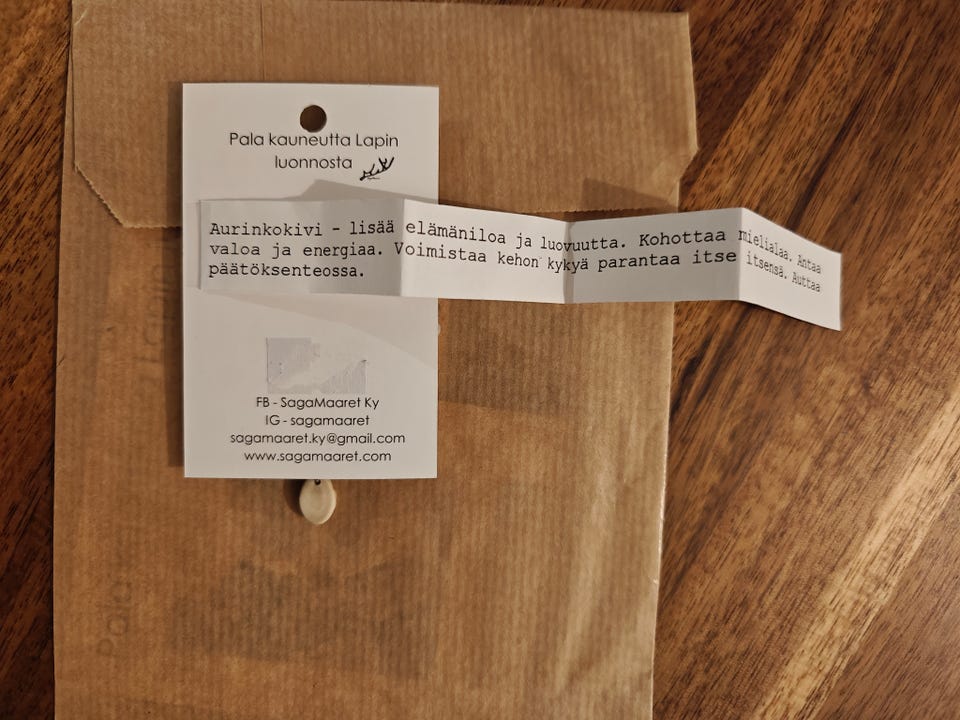 Pala kauneutta Lapin
luonnosta
Aurinkokivi - lisää elämäniloa ja luovuutta. Kohottaa mielialaa. Antaa
valoa ja energiaa. Voimistaa kehon kykyä parantaa itse itsensä. Auttaa
päätöksenteossa.
FB - SagaMaaret Ky
IG - sagamaaret
sagamaaret.ky@gmail.com
www.sagamaaret.com